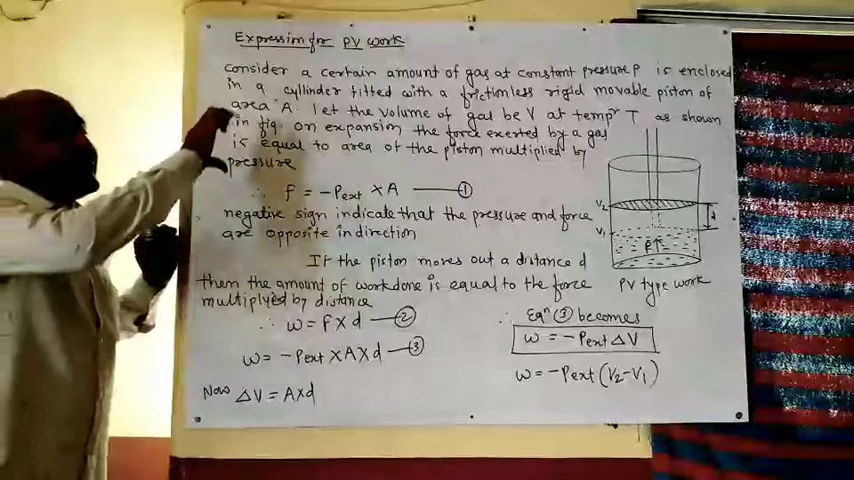 Expression for PV work
consider a certain amount of gas at constant pressure P is enclosed
in a cyllinder fitted with a frictionless rigid movable piston of
area A. let the volume of gas be V at tempr T as shown
in fig. on expansion the force exerted by a gas
is equal to area of the piston multiplied by
pressure
∴ f = -Pext × A ——①
negative sign indicate that the pressure and force
are opposite in direction
If the piston moves out a distance d
then the amount of workdone is equal to the force
multiplyed by distance
∴ w = f × d —②
w = -Pext × A × d —③
Now ΔV = A×d
V2
V1
d
P↑
PV type work
∴ Eqn ③ becomes
w = -Pext ΔV
w = -Pext (V2-V1)